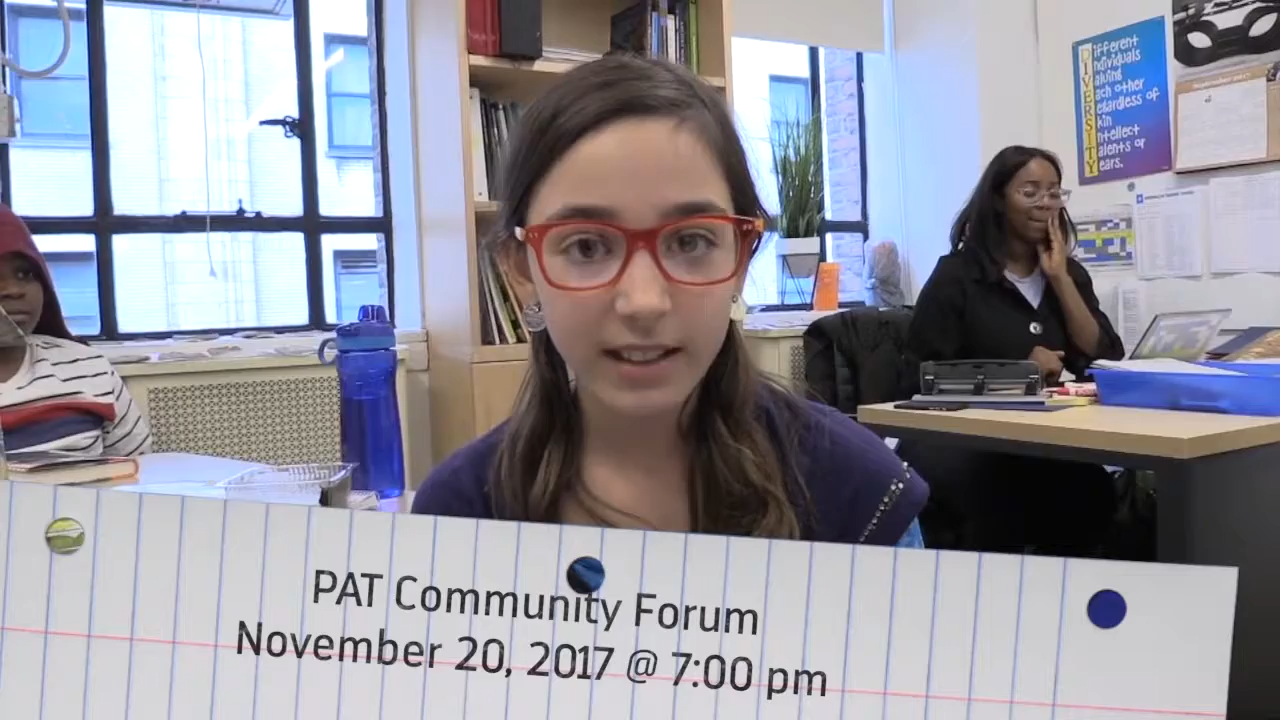 Different
Individuals
Valuing
Each other
Regardless of
Skin
Intellect
Talents or
Years.
PAT Community Forum
November 20, 2017 @ 7:00 pm